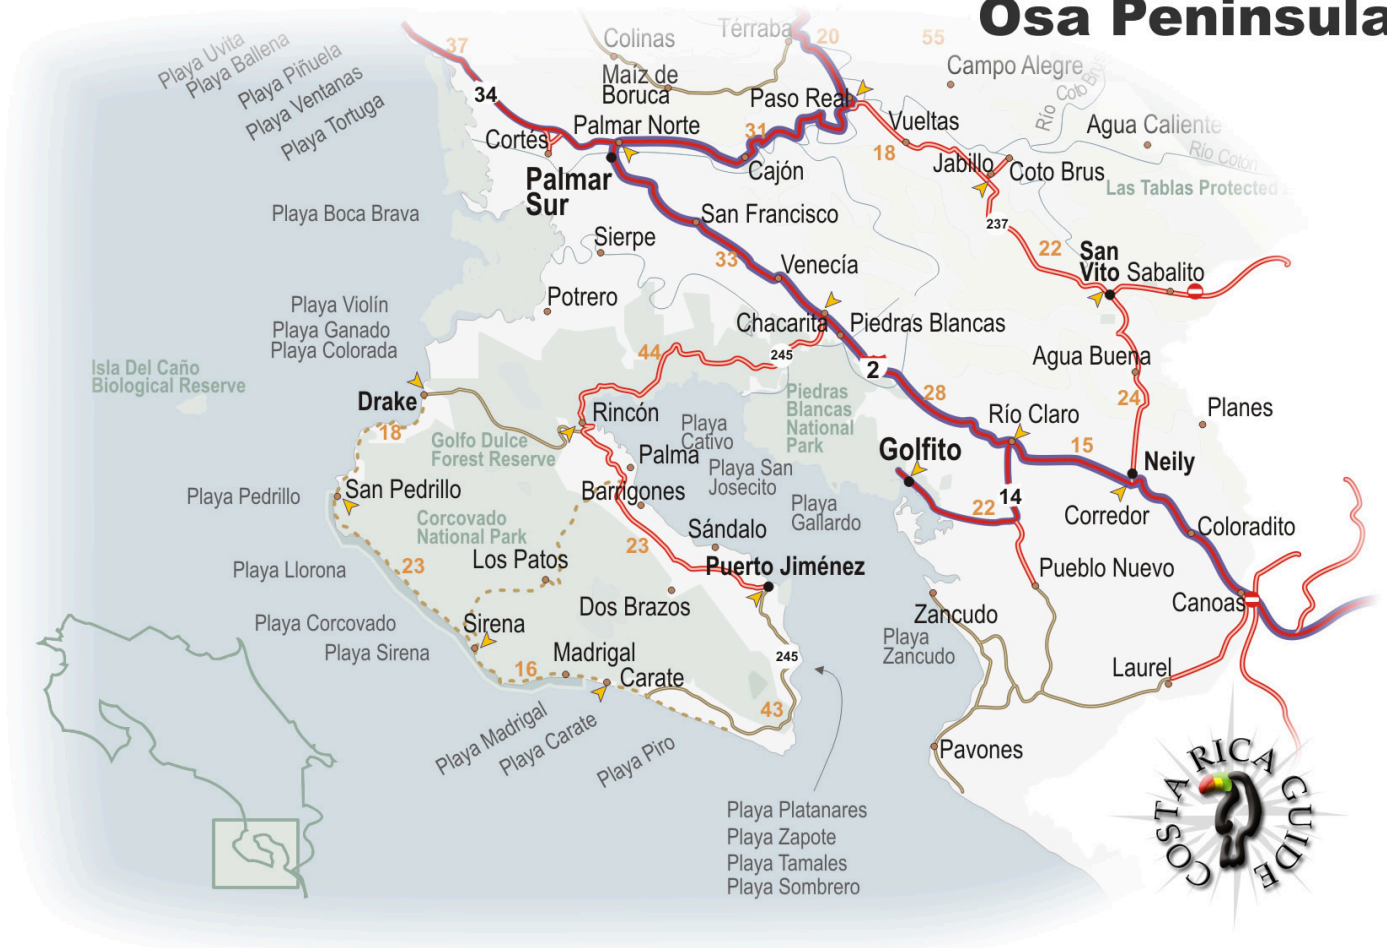 Osa Peninsula
37
20
55
Térraba
Colinas
Playa Uvita
Playa Ballena
Playa Piñuela
Playa Ventanas
Playa Tortuga
Maíz de
Boruca
Campo Alegre
Río Coto Brus
34
Paso Real
Cortés
Palmar Norte
31
Vueltas
18
Agua Caliente
Río Cotón
Cajón
Jabillo
Coto Brus
Palmar
Sur
Las Tablas Protected
Playa Boca Brava
San Francisco
237
Sierpe
33
Venecía
22
San
Vito
Sabalito
Playa Violín
Playa Ganado
Playa Colorada
Potrero
Chacarita
Piedras Blancas
44
245
2
Agua Buena
Isla Del Caño
Biological Reserve
Drake
18
Golfo Dulce
Forest Reserve
Rincón
Piedras
Blancas
National
Park
28
24
Planes
Río Claro
Playa
Cativo
15
Palma
Golfito
Neily
Playa San
Josecito
Playa Pedrillo
San Pedrillo
Barrigones
Playa
Gallardo
22
14
Corredor
Corcovado
National Park
Sándalo
Coloradito
23
Playa Llorona
23
Los Patos
Puerto Jiménez
Pueblo Nuevo
Dos Brazos
Canoas
Playa Corcovado
Sirena
Zancudo
Playa Sirena
Playa
Zancudo
16
Madrigal
245
Carate
Laurel
43
Playa Madrigal
Playa Carate
Playa Piro
Pavones
Playa Platanares
Playa Zapote
Playa Tamales
Playa Sombrero
COSTA RICA GUIDE